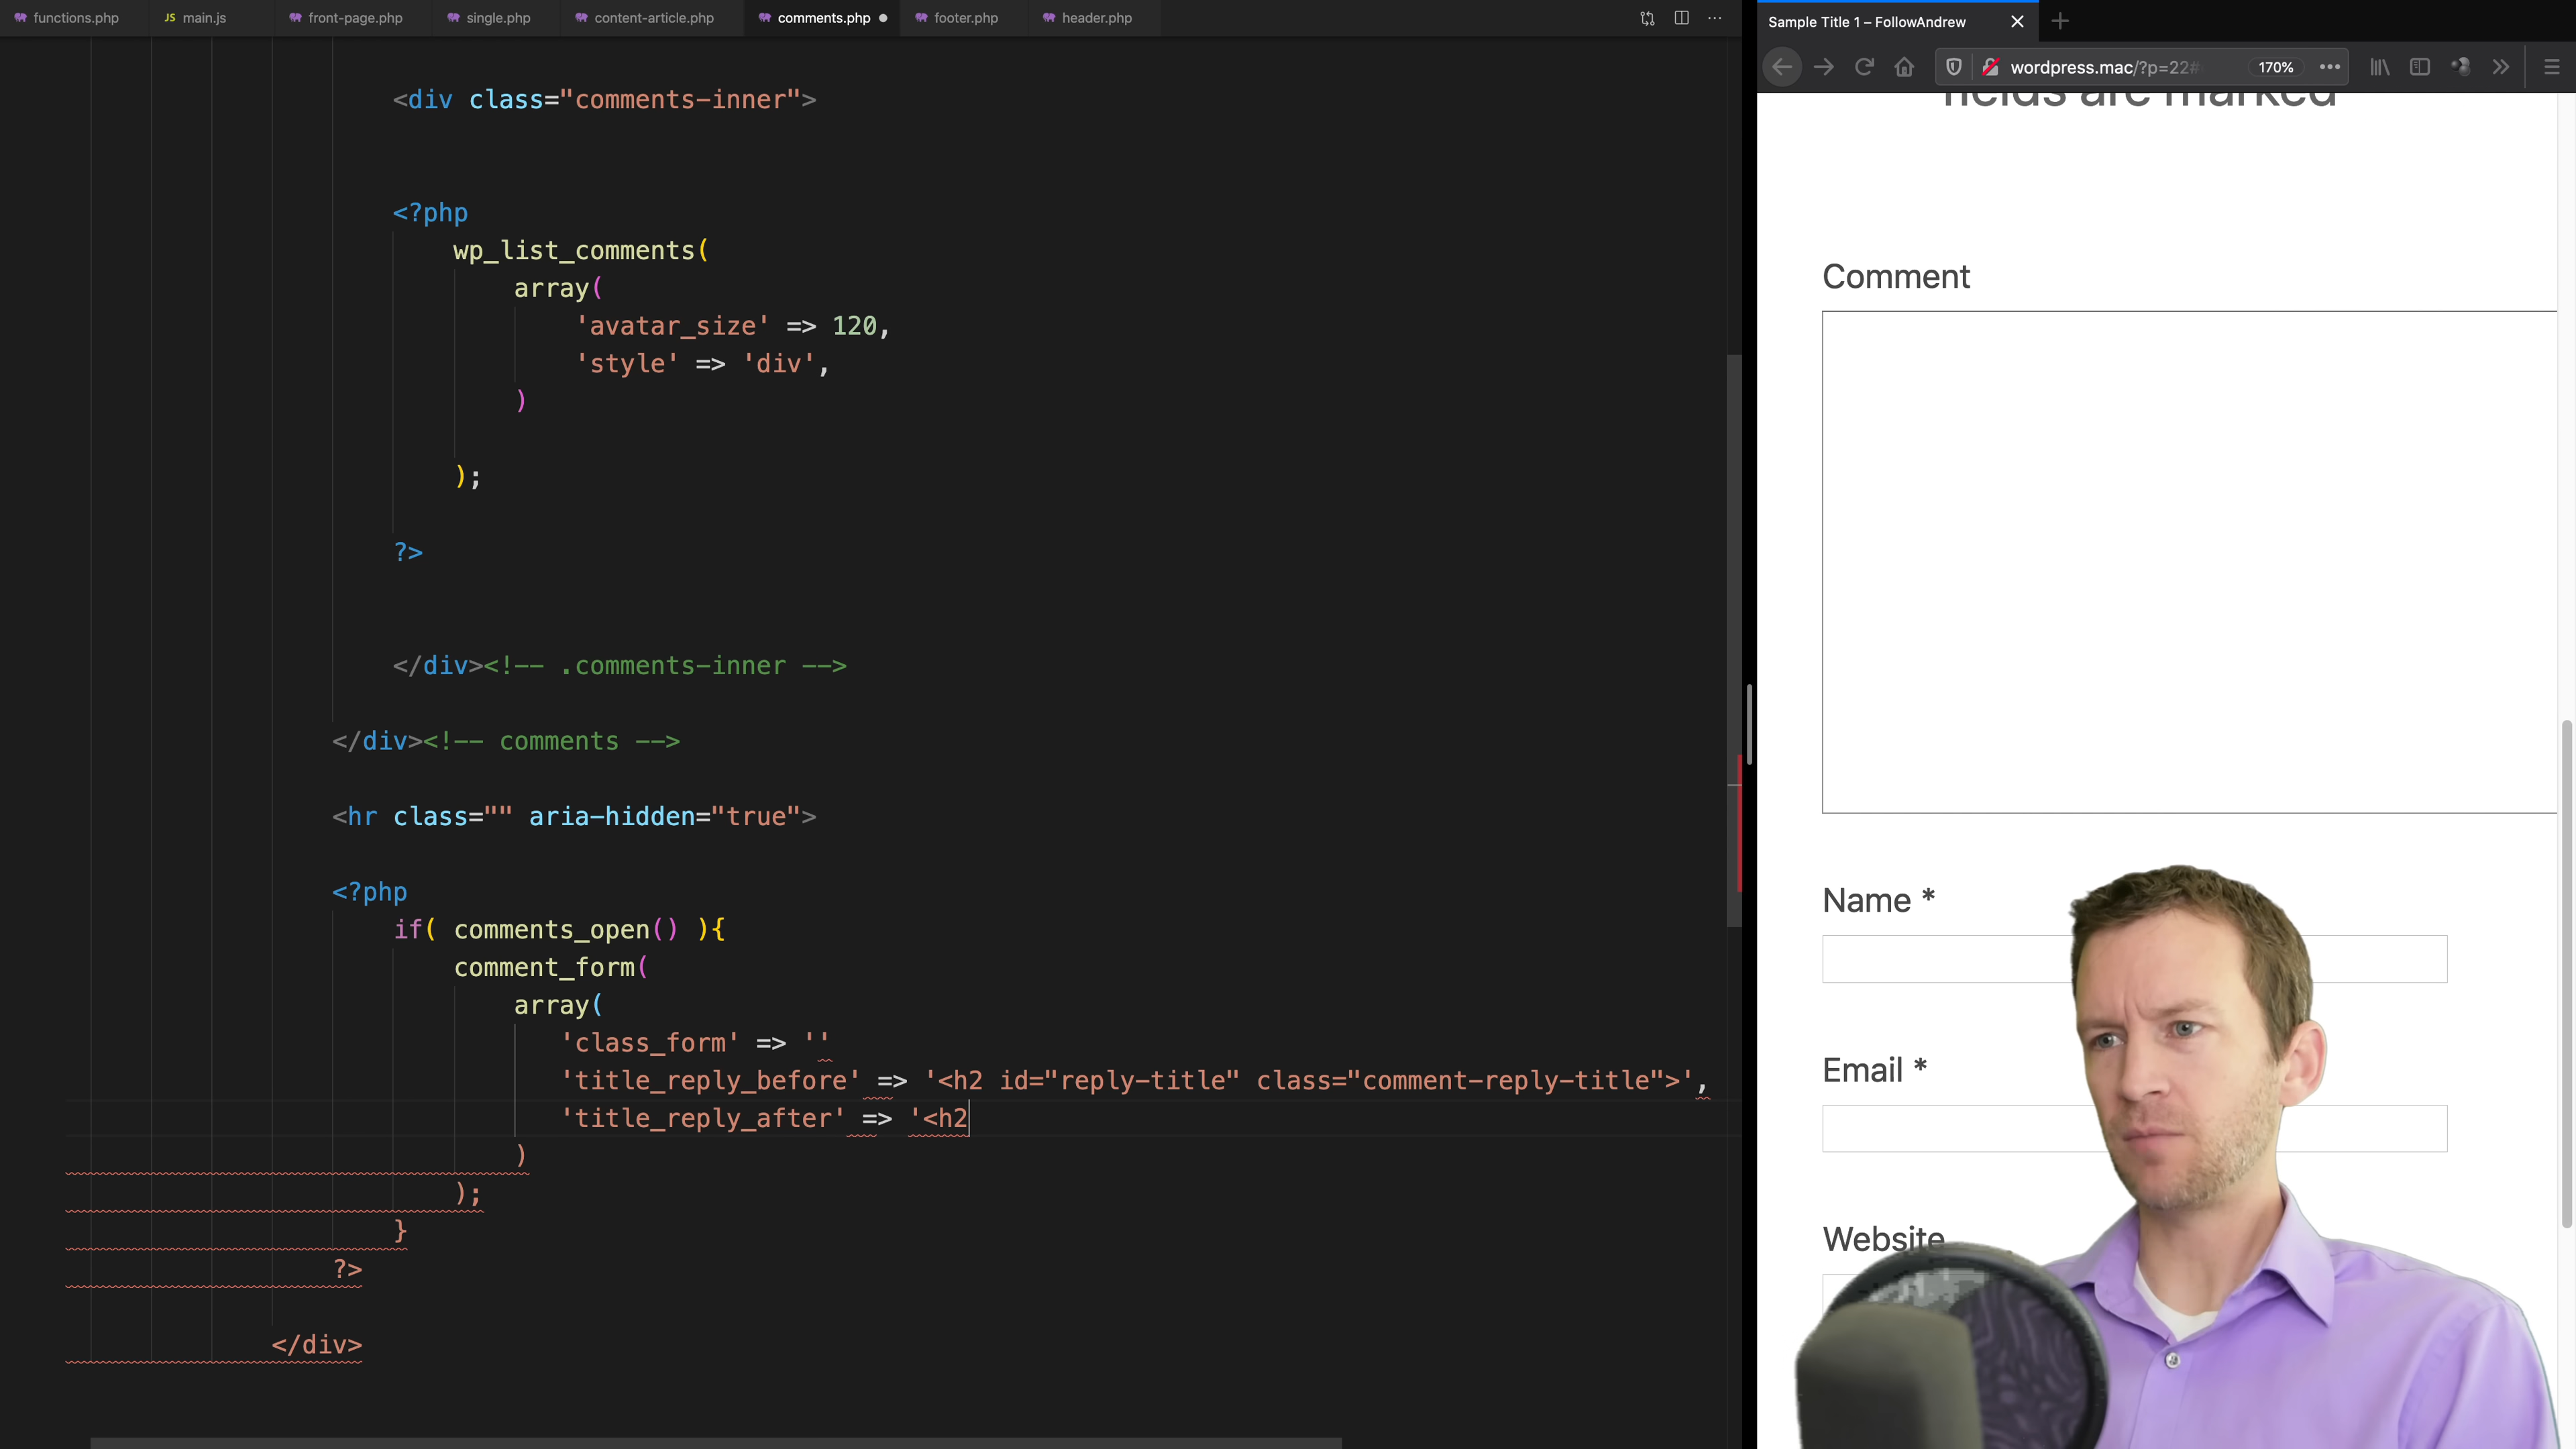 functions.php
JS main.js
front-page.php
single.php
content-article.php
comments.php
footer.php
header.php
<div class="comments-inner">
<?php
wp_list_comments(
array(
'avatar_size' => 120,
'style' => 'div',
)
);
?>
</div><!-- .comments-inner -->
</div><!-- comments -->
<hr class="" aria-hidden="true">
<?php
if( comments_open() ){
comment_form(
array(
'class_form' => ''
'title_reply_before' => '<h2 id="reply-title" class="comment-reply-title">',
'title_reply_after' => '<h2
)
);
}
?>
</div>
Sample Title 1 – FollowAndrew
wordpress.mac/?p=22#
170%
fields are marked
Comment
Name *
Email *
Website